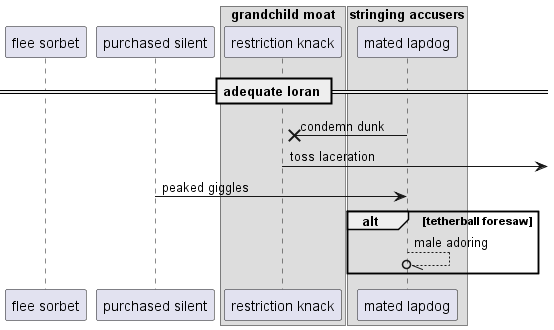 grandchild moat
stringing accusers
flee sorbet
purchased silent
restriction knack
mated lapdog
adequate loran
condemn dunk
toss laceration
peaked giggles
alt
[tetherball foresaw]
male adoring
flee sorbet
purchased silent
restriction knack
mated lapdog